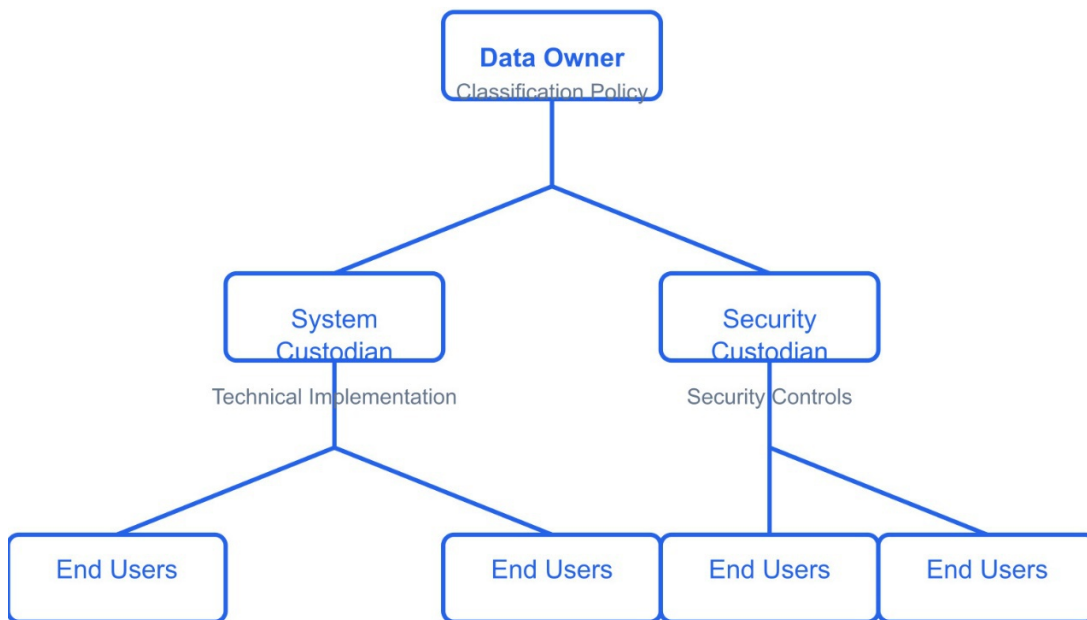 Data Owner
Classification Policy
System
Custodian
Security
Custodian
Technical Implementation
Security Controls
End Users
End Users
End Users
End Users